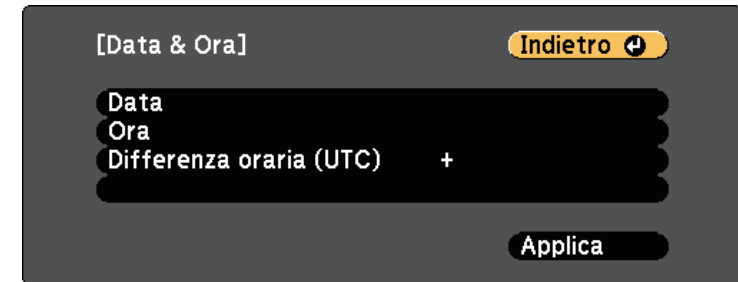 [Data & Ora] Indietro
Data
Ora
Differenza oraria (UTC) +
Applica